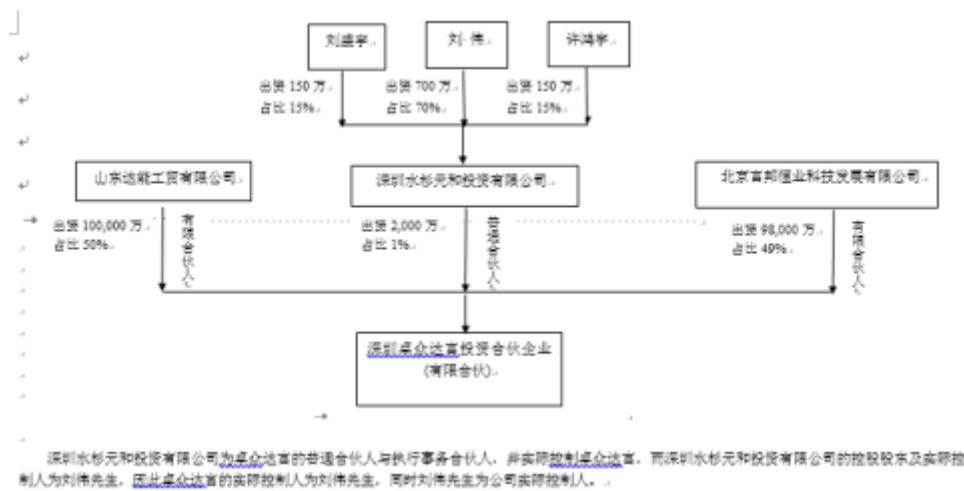 刘盛宇
刘 伟
许鸿宇
出资 150 万
占比 15%
出资 700 万
占比 70%
出资 150 万
占比 15%
山东达能工贸有限公司
深圳水杉元和投资有限公司
北京富邦恒业科技发展有限公司
出资 100,000 万
占比 50%
有限合伙人
出资 2,000 万
占比 1%
普通合伙人
出资 98,000 万
占比 49%
有限合伙人
深圳卓众达富投资合伙企业
(有限合伙)
深圳水杉元和投资有限公司为卓众达富的普通合伙人与执行事务合伙人，并实际控制卓众达富，而深圳水杉元和投资有限公司的控股股东及实际控
制人为刘伟先生，因此卓众达富的实际控制人为刘伟先生，同时刘伟先生为公司实际控制人。